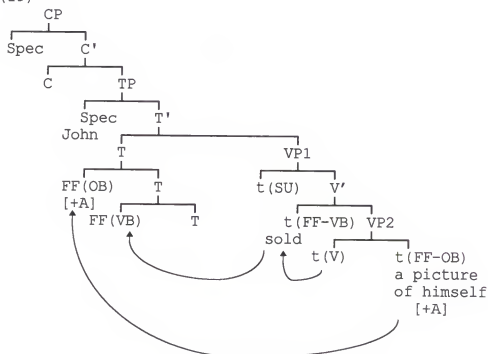 CP
Spec C'
C TP
Spec T'
John
T VP1
FF(OB) T t(SU) V'
[+A]
FF(VB) T t(FF-VB) VP2
sold
t(V) t(FF-OB)
a picture
of himself
[+A]